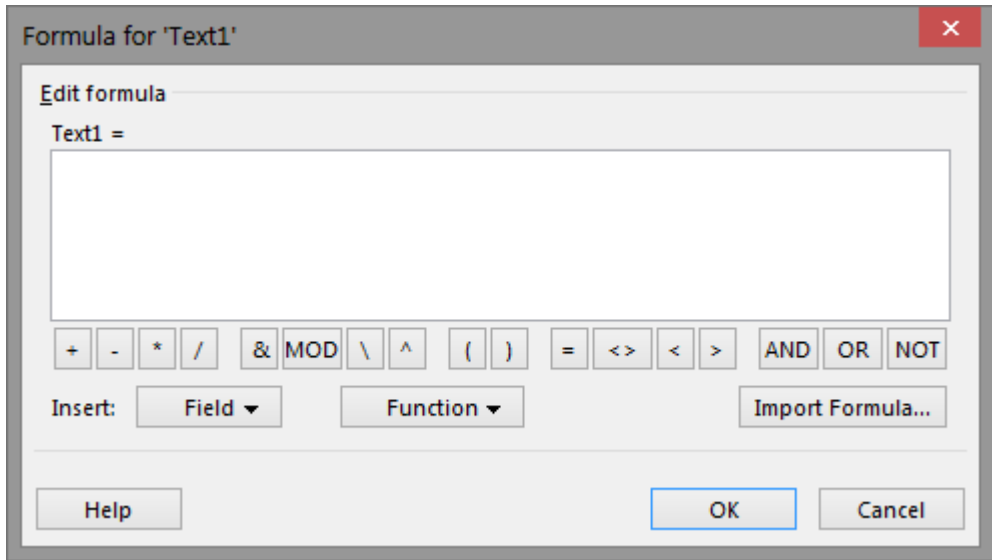 Formula for 'Text1'
Edit formula
Text1 =
+ - * / & MOD \ ^ ( ) = <> < > AND OR NOT
Insert: Field Function Import Formula...
Help OK Cancel